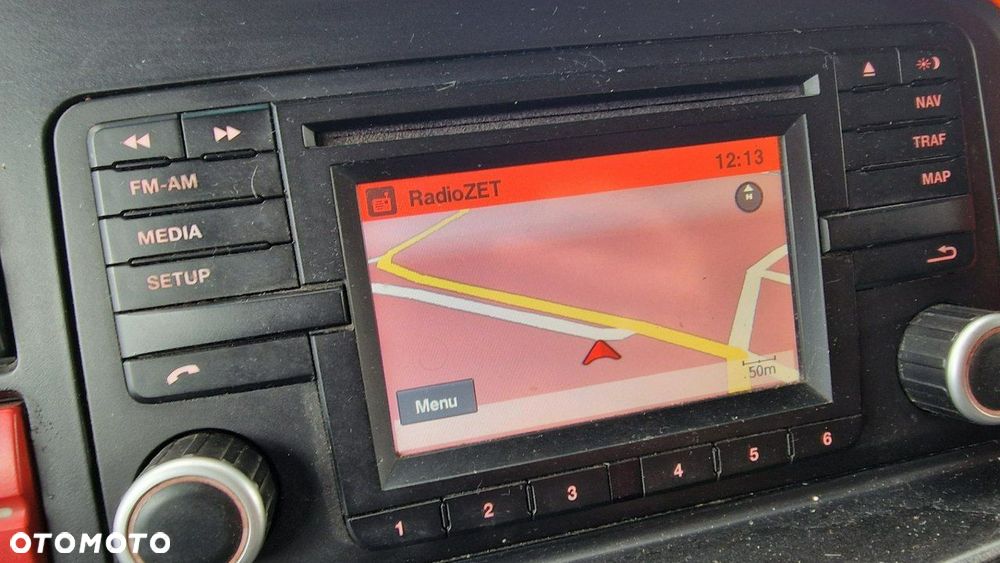 FM-AM
MEDIA
SETUP
RadioZET
12:13
N
50m
Menu
NAV
TRAF
MAP
1 2 3 4 5 6
OTOMOTO